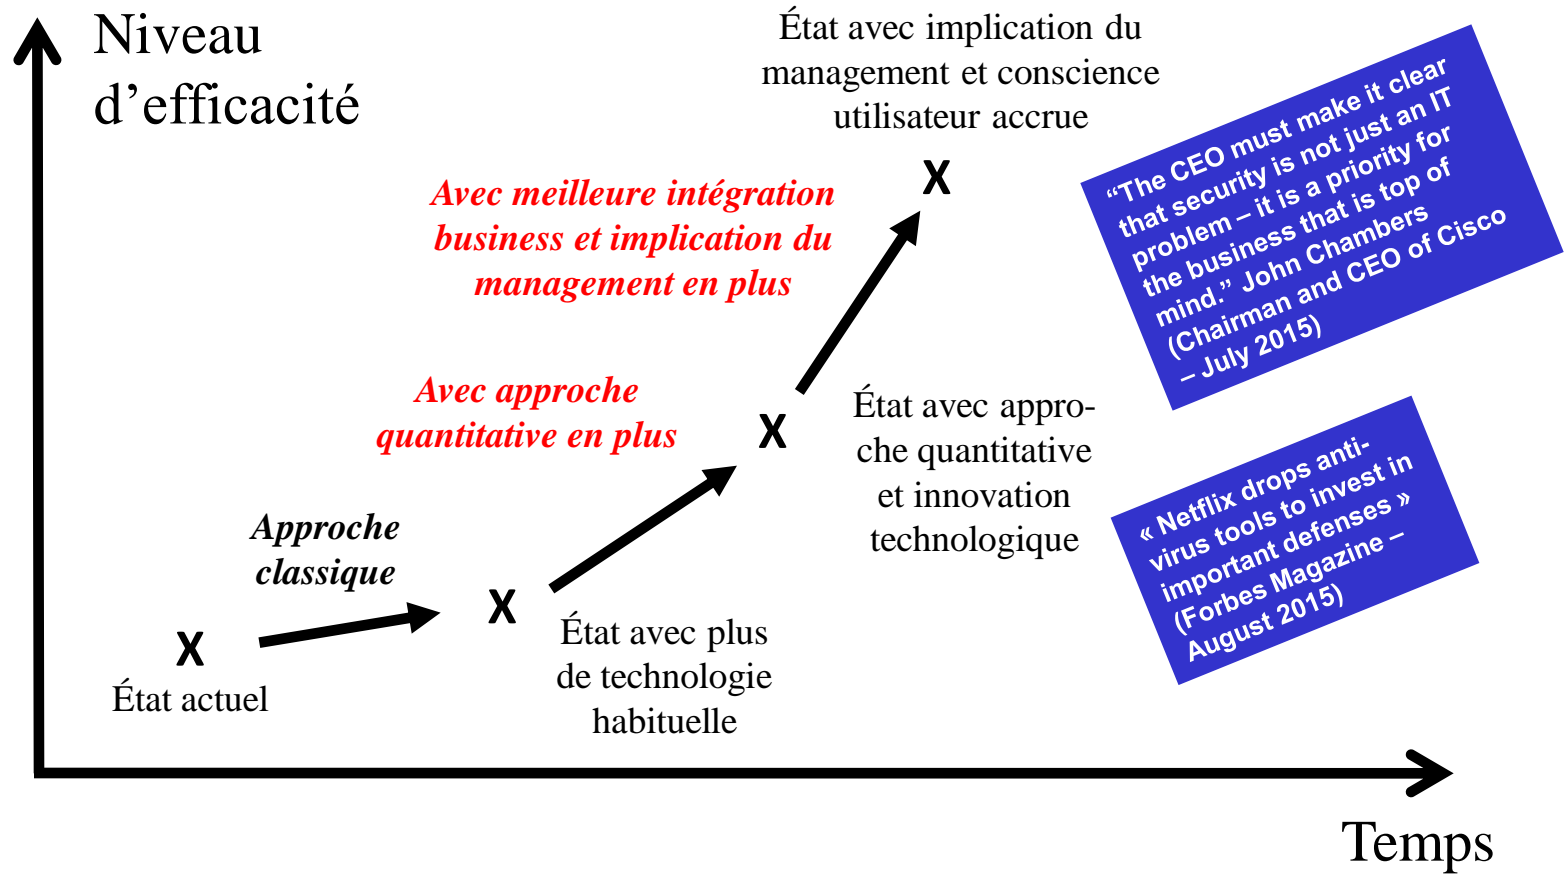 Niveau
d’efficacité
État avec implication du
management et conscience
utilisateur accrue
X
“The CEO must make it clear
that security is not just an IT
problem – it is a priority for
the business that is top of
mind.” John Chambers
(Chairman and CEO of Cisco
– July 2015)
Avec meilleure intégration
business et implication du
management en plus
Avec approche
quantitative en plus
X
État avec appro-
che quantitative
et innovation
technologique
« Netflix drops anti-
virus tools to invest in
important defenses »
(Forbes Magazine –
August 2015)
Approche
classique
X
État avec plus
de technologie
habituelle
X
État actuel
Temps